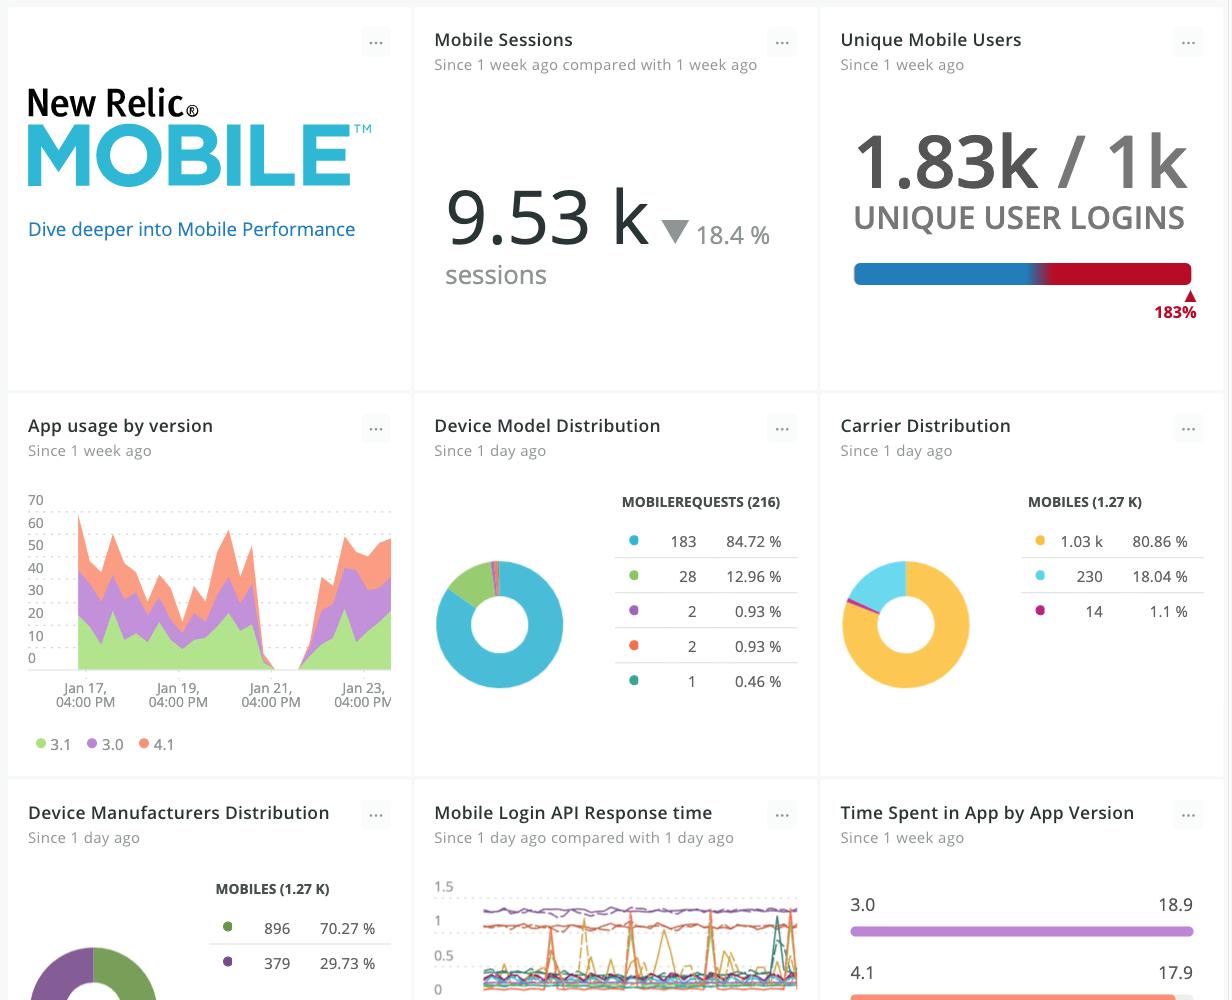 New Relic®
MOBILE™
Dive deeper into Mobile Performance
Mobile Sessions
Since 1 week ago compared with 1 week ago
9.53 k ▼ 18.4 %
sessions
Unique Mobile Users
Since 1 week ago
1.83k / 1k
UNIQUE USER LOGINS
183%
App usage by version
Since 1 week ago
70
60
50
40
30
20
10
0
Jan 17, Jan 19, Jan 21, Jan 23,
04:00 PM 04:00 PM 04:00 PM 04:00 PM
3.1 3.0 4.1
Device Model Distribution
Since 1 day ago
MOBILEREQUESTS (216)
183 84.72 %
28 12.96 %
2 0.93 %
2 0.93 %
1 0.46 %
Carrier Distribution
Since 1 day ago
MOBILES (1.27 K)
1.03 k 80.86 %
230 18.04 %
14 1.1 %
Device Manufacturers Distribution
Since 1 day ago
MOBILES (1.27 K)
896 70.27 %
379 29.73 %
Mobile Login API Response time
Since 1 day ago compared with 1 day ago
1.5
1
0.5
0
Time Spent in App by App Version
Since 1 week ago
3.0 18.9
4.1 17.9